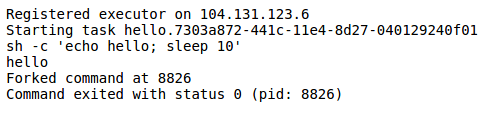 Registered executor on 104.131.123.6
Starting task hello.7303a872-441c-11e4-8d27-040129240f01
sh -c 'echo hello; sleep 10'
hello
Forked command at 8826
Command exited with status 0 (pid: 8826)